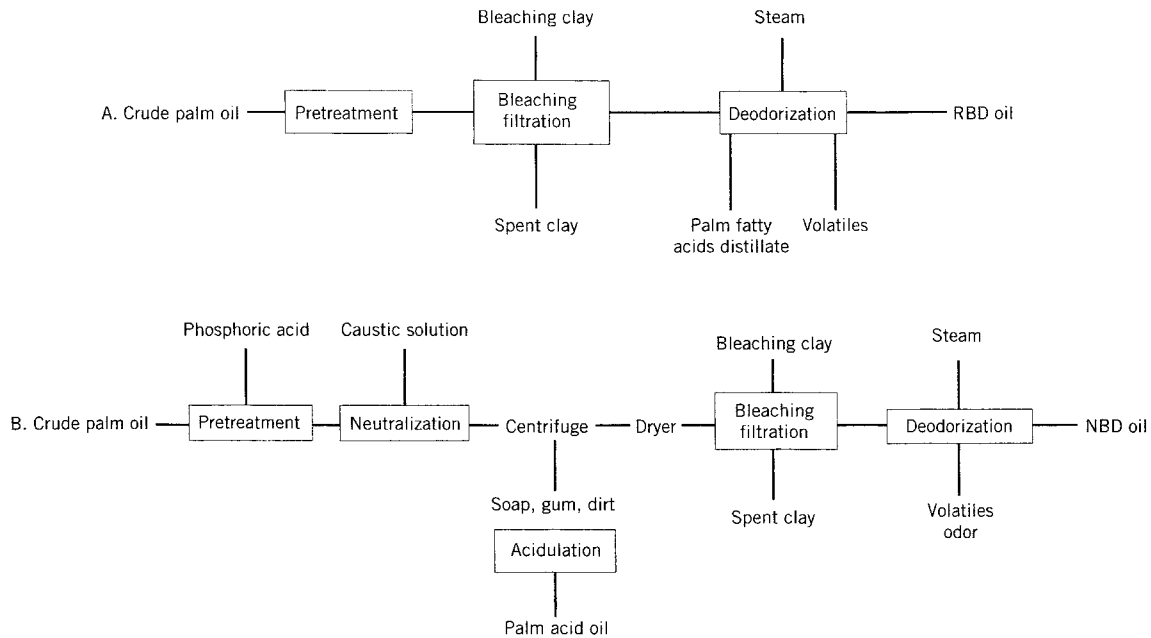 Bleaching clay
Steam
A. Crude palm oil
Pretreatment
Bleaching
filtration
Deodorization
RBD oil
Spent clay
Palm fatty
acids distillate
Volatiles
Phosphoric acid
Caustic solution
Bleaching clay
Steam
B. Crude palm oil
Pretreatment
Neutralization
Centrifuge
Dryer
Bleaching
filtration
Deodorization
NBD oil
Soap, gum, dirt
Spent clay
Volatiles
odor
Acidulation
Palm acid oil